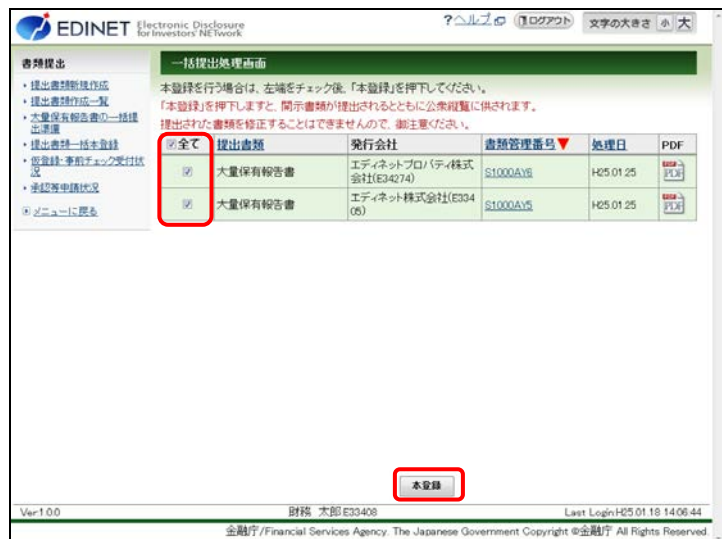 EDINET Electronic Disclosure for Investors' NETwork
?ヘルプ ログアウト 文字の大きさ 小 大
書類提出
・提出書類新規作成
・提出書類作成一覧
・大量保有報告書の一括提
出準備
・提出書類一括本登録
・仮登録・事前チェック受付状
況
・承認等申請状況
メニューに戻る
一括提出処理画面
本登録を行う場合は、左端をチェック後、「本登録」を押下してください。
「本登録」を押下しますと、開示書類が提出されるとともに公衆縦覧に供されます。
提出された書類を修正することはできませんので、御注意ください。
全て 提出書類 発行会社 書類管理番号▼ 処理日 PDF
大量保有報告書 エディネットプロパティ株式
会社(E34274) S1000AY6 H25.01.25 PDF
大量保有報告書 エディネット株式会社(E334
05) S1000AY5 H25.01.25 PDF
本登録
Ver1.0.0 財務 太郎 E33408 Last Login:H25.01.18 14:06:44
金融庁/Financial Services Agency. The Japanese Government Copyright ©金融庁 All Rights Reserved.